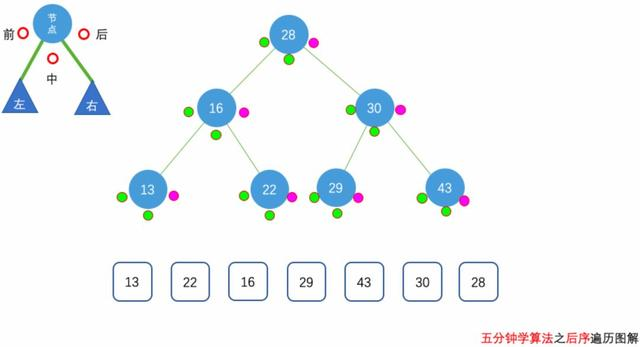 节
点
前
后
中
左
右
28
16
30
13
22
29
43
13 22 16 29 43 30 28
五分钟学算法之后序遍历图解